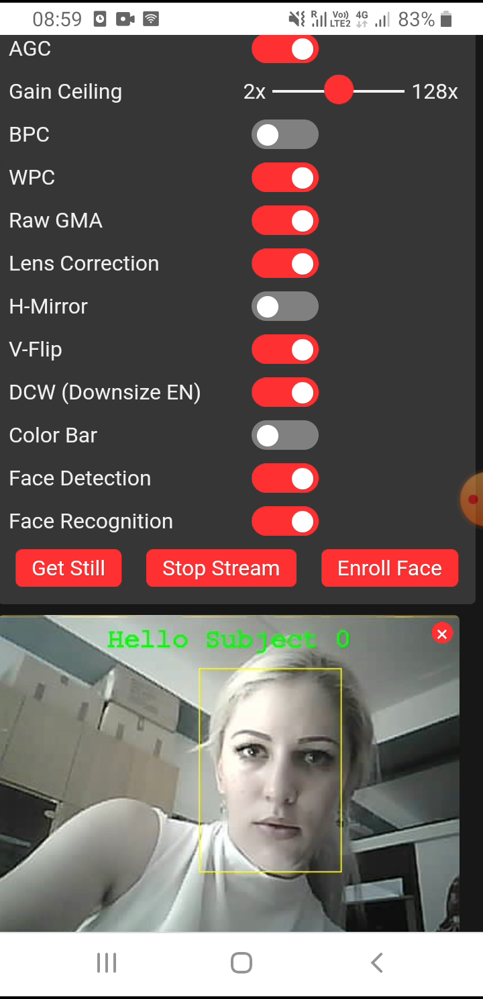 08:59 R Vo)) LTE2 4G 83%
AGC
Gain Ceiling 2x 128x
BPC
WPC
Raw GMA
Lens Correction
H-Mirror
V-Flip
DCW (Downsize EN)
Color Bar
Face Detection
Face Recognition
Get Still Stop Stream Enroll Face
Hello Subject 0